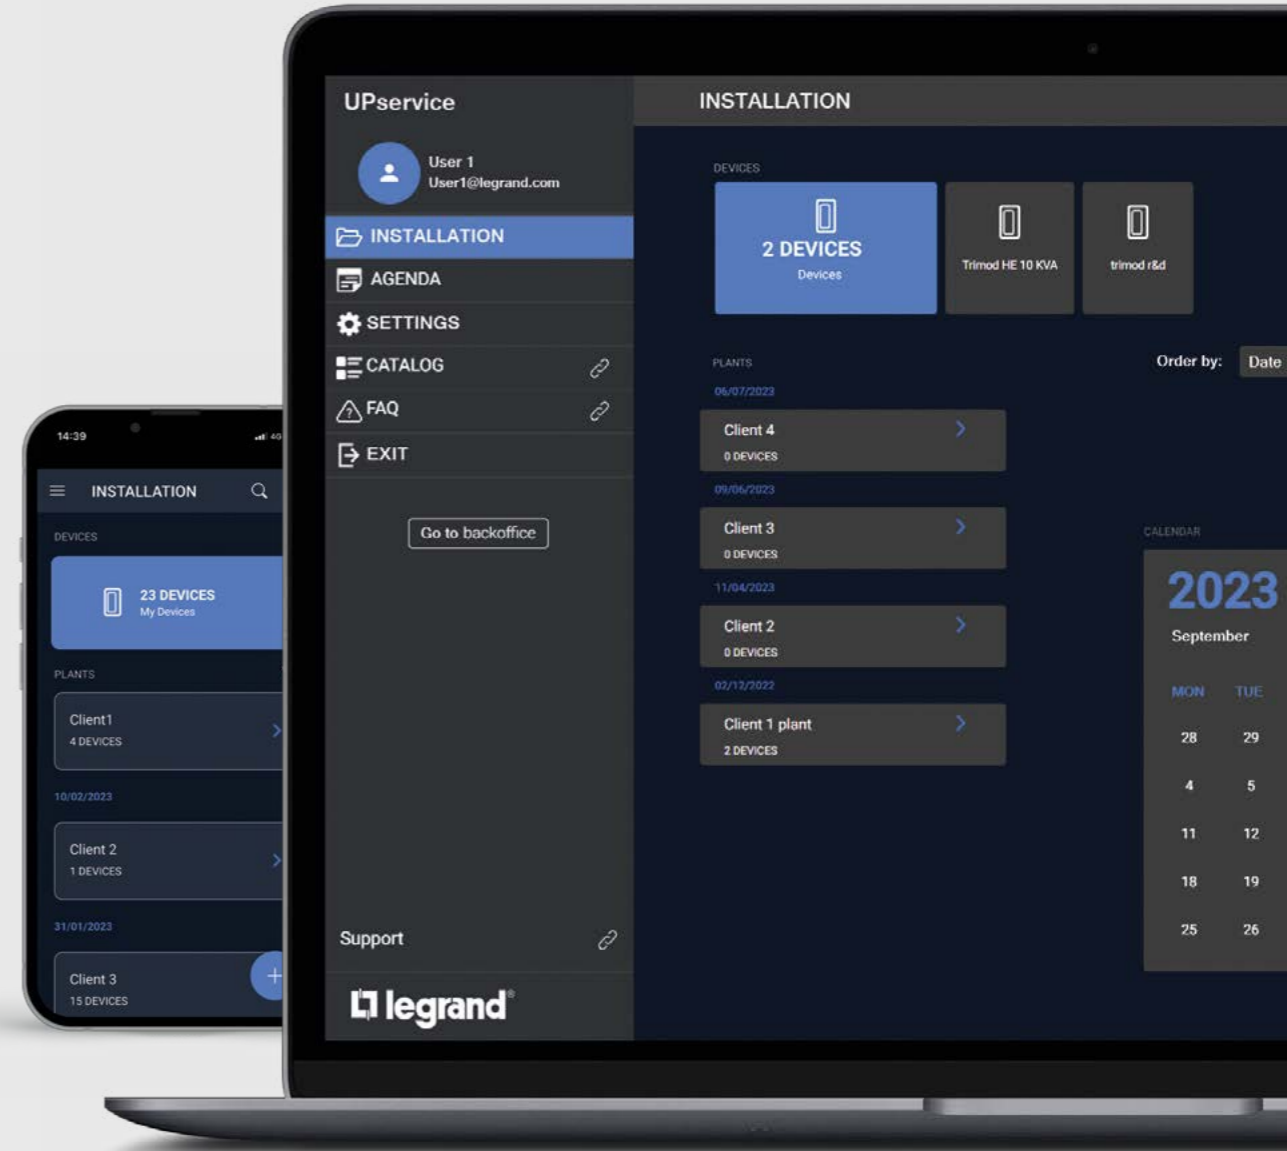 14:39
4G
INSTALLATION
DEVICES
23 DEVICES
My Devices
PLANTS
Client1
4 DEVICES
10/02/2023
Client 2
1 DEVICES
31/01/2023
Client 3
15 DEVICES
UPservice
User 1
User1@legrand.com
INSTALLATION
AGENDA
SETTINGS
CATALOG
FAQ
EXIT
Go to backoffice
Support
legrand®
INSTALLATION
DEVICES
2 DEVICES
Devices
Trimod HE 10 KVA
trimod r&d
PLANTS
Order by: Date
06/07/2023
Client 4
0 DEVICES
09/06/2023
Client 3
0 DEVICES
11/04/2023
Client 2
0 DEVICES
02/12/2022
Client 1 plant
2 DEVICES
CALENDAR
2023
September
MON TUE
28 29
4 5
11 12
18 19
25 26